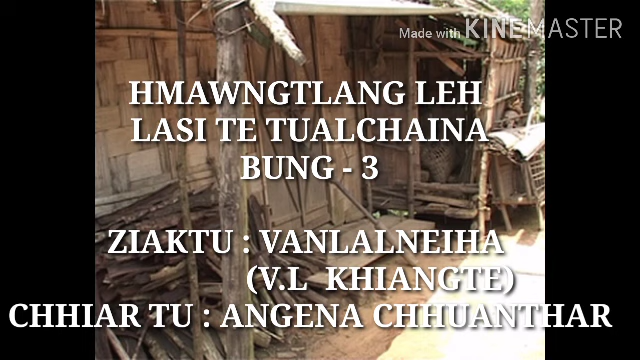 Made with KINEMASTER
HMAWNGTLANG LEH
LASI TE TUALCHAINA
BUNG - 3
ZIAKTU : VANLALNEIHA
(V.L KHIANGTE)
CHHIAR TU : ANGENA CHHUANTHAR